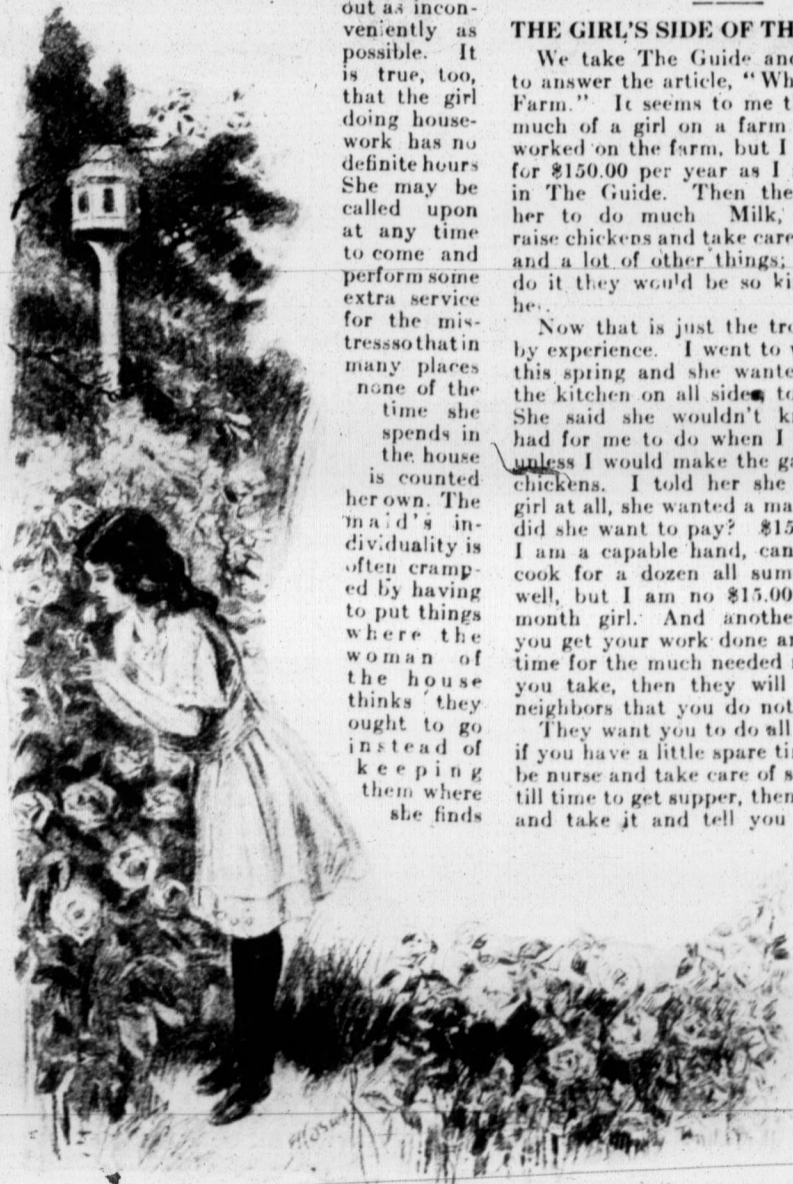 out as incon-
veniently as
possible. It
is true, too,
that the girl
doing house-
work has no
definite hours
She may be
called upon
at any time
to come and
perform some
extra service
for the mis-
tressso that in
many places
none of the
time she
spends in
the house
is counted
her own. The
maid's in-
dividuality is
often cramp-
ed by having
to put things
where the
woman of
the house
thinks they
ought to go
instead of
keeping
them where
she finds
THE GIRL'S SIDE OF TH
We take The Guide and
to answer the article, "Wh
Farm." It seems to me t
much of a girl on a farm
worked on the farm, but I
for $150.00 per year as I
in The Guide. Then the
her to do much Milk,
raise chickens and take care
and a lot of other things;
do it they would be so ki
her.
Now that is just the tro
by experience. I went to
this spring and she wante
the kitchen on all sides to
She said she wouldn't k
had for me to do when I
unless I would make the ga
chickens. I told her she
girl at all, she wanted a ma
did she want to pay? $15
I am a capable hand, can
cook for a dozen all sum
well, but I am no $15.00
month girl. And anothe
you get your work done an
time for the much needed
you take, then they will
neighbors that you do not
They want you to do all
if you have a little spare ti
be nurse and take care of s
till time to get supper, then
and take it and tell you